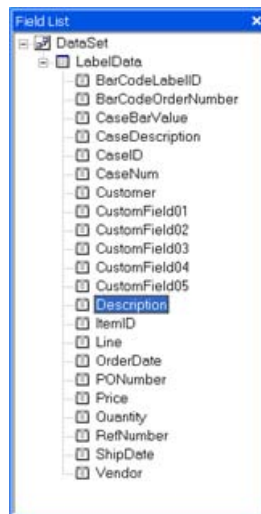 Field List
DataSet
LabelData
BarCodeLabelID
BarCodeOrderNumber
CaseBarValue
CaseDescription
CaseID
CaseNum
Customer
CustomField01
CustomField02
CustomField03
CustomField04
CustomField05
Description
ItemID
Line
OrderDate
PONumber
Price
Quantity
RefNumber
ShipDate
Vendor